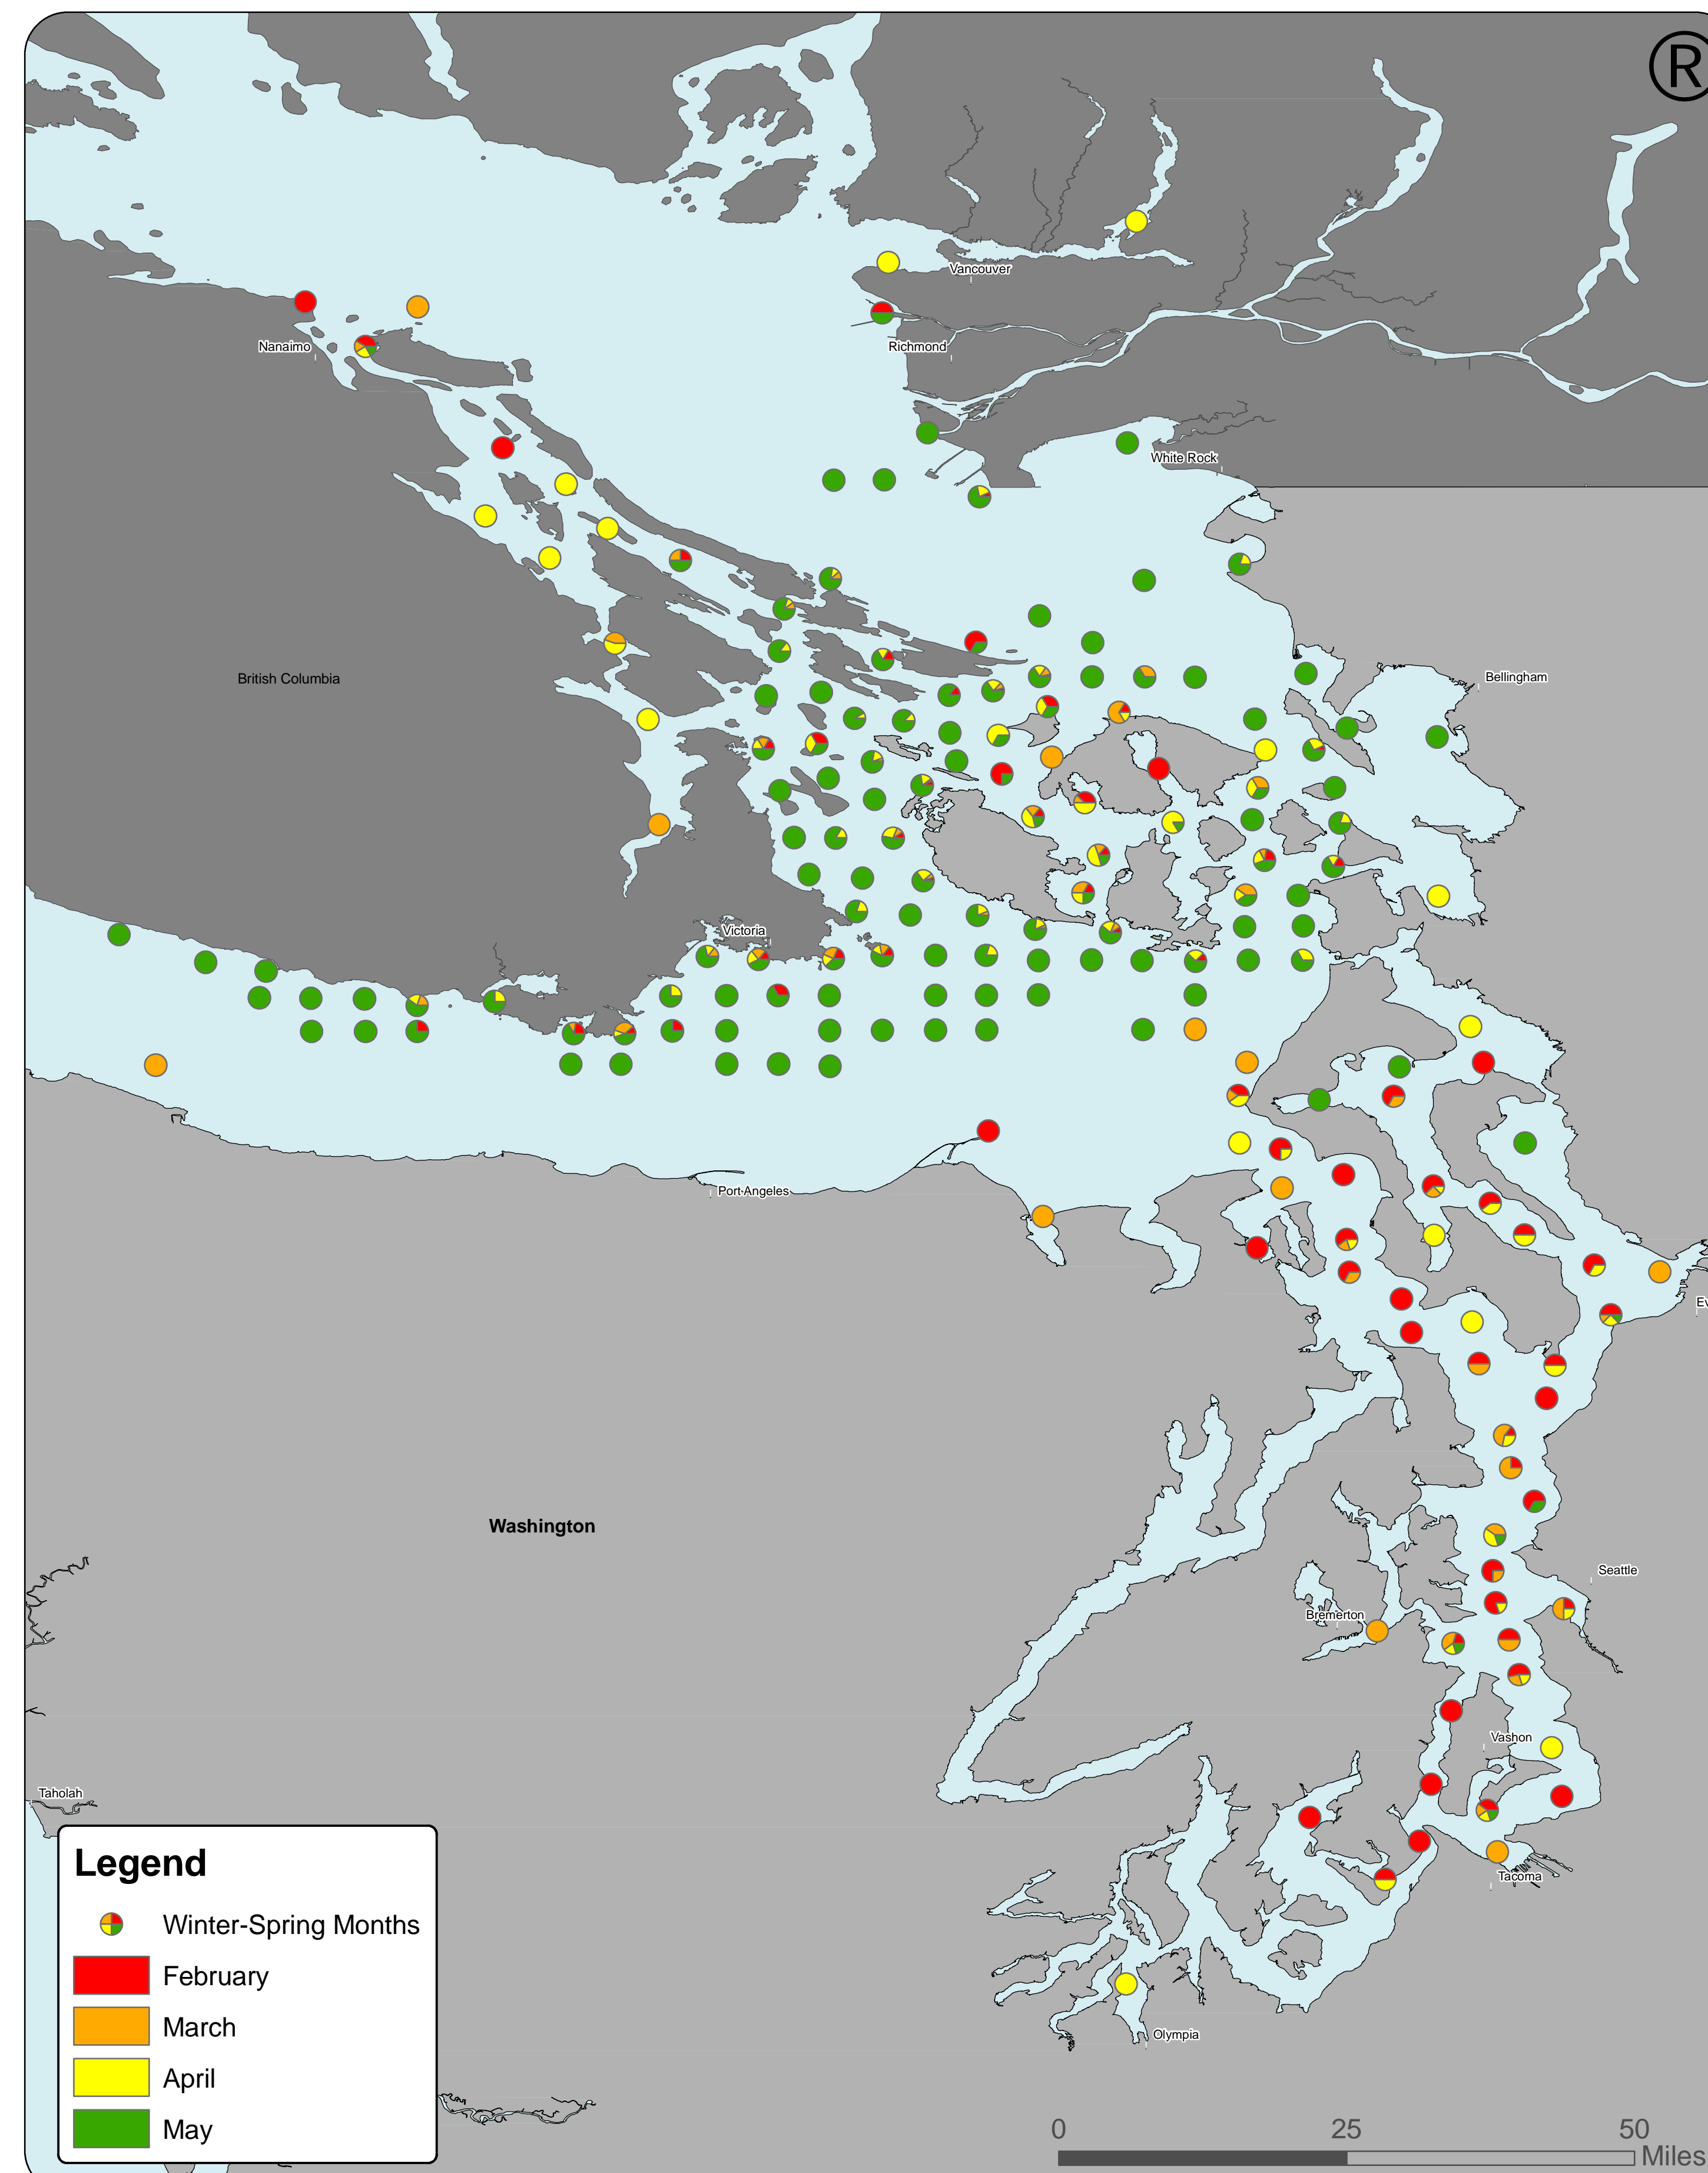 ®
Vancouver
Nanaimo
Richmond
White Rock
British Columbia
Bellingham
Victoria
Port Angeles
Ev
Washington
Seattle
Bremerton
Vashon
Taholah
Tacoma
Olympia
Legend
Winter-Spring Months
February
March
April
May
0 25 50
Miles